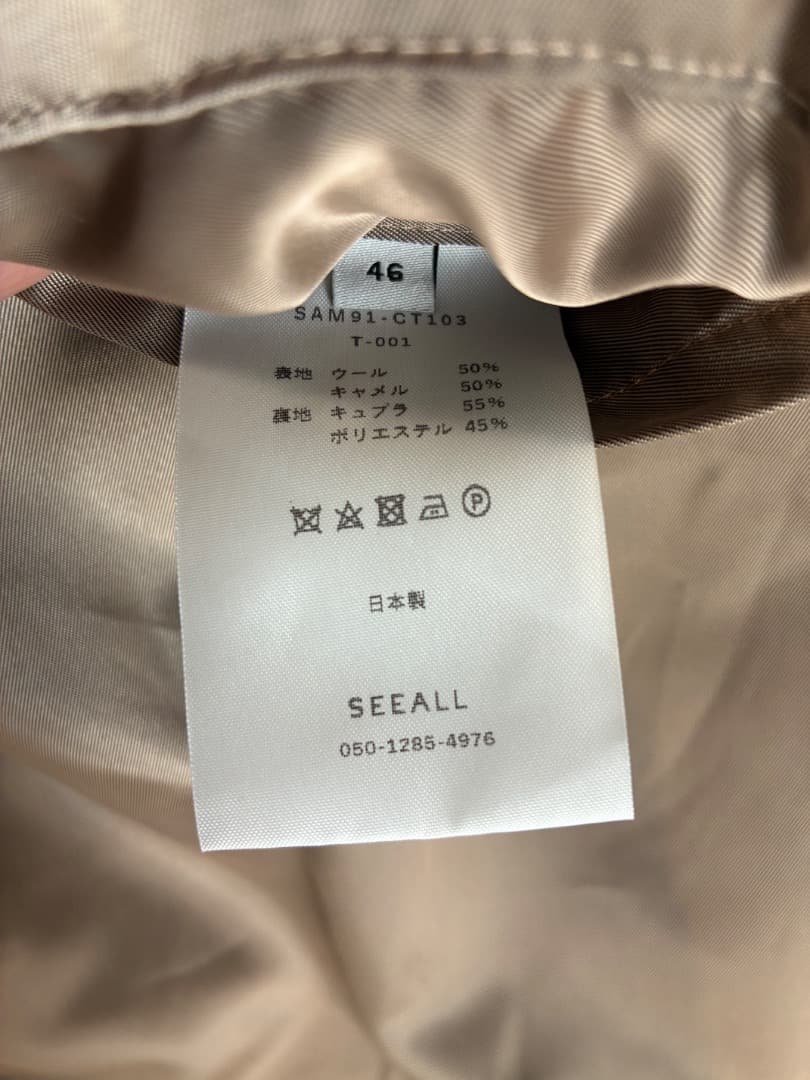 46
SAM91-CT103
T-001
表地 ウール 50%
キャメル 50%
裏地 キュプラ 55%
ポリエステル 45%
P
日本製
SEEALL
050-1285-4976